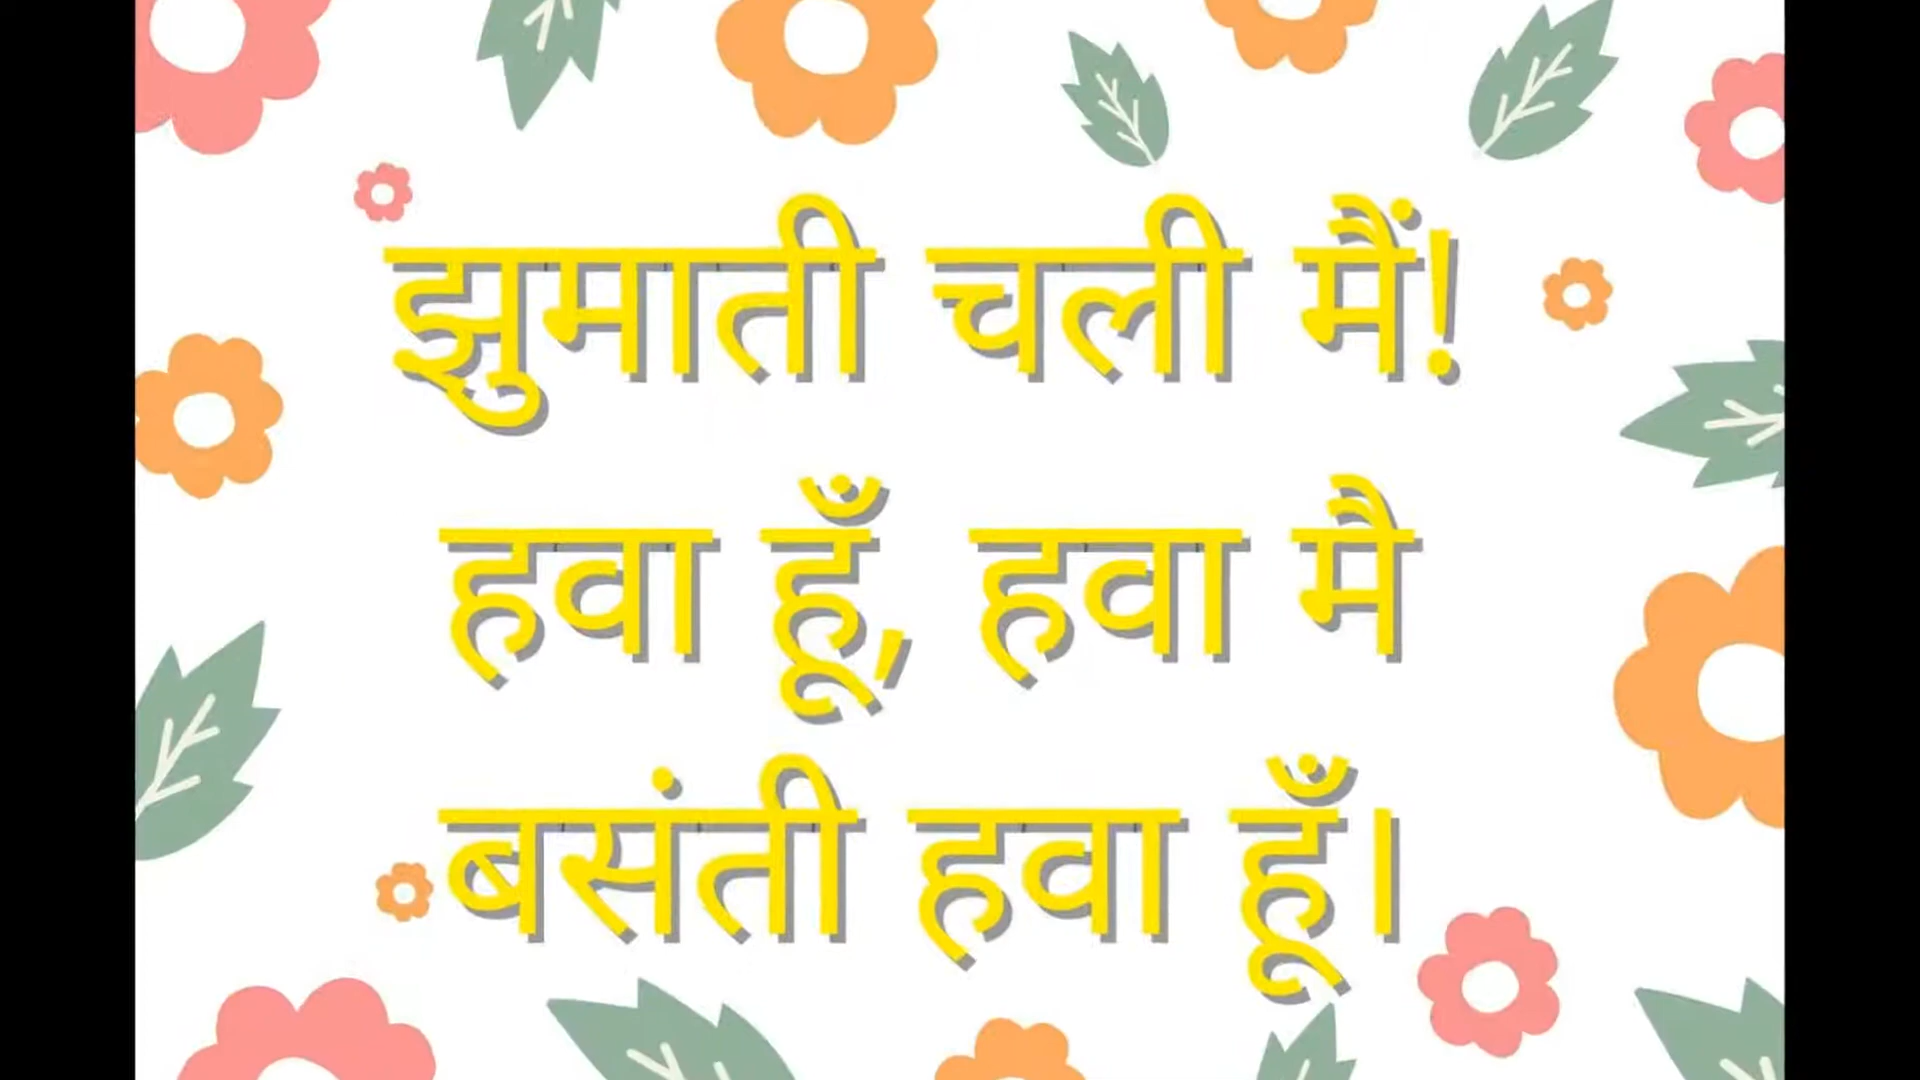 झुमाती चली मैं!
हवा हूँ, हवा मै
बसंती हवा हूँ।